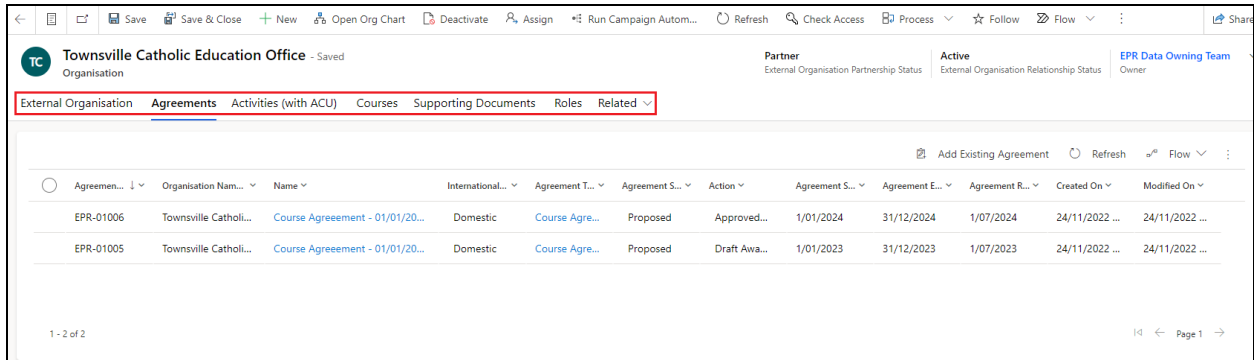 Save Save & Close New Open Org Chart Deactivate Assign Run Campaign Autom... Refresh Check Access Process Follow Flow Share
TC
Townsville Catholic Education Office - Saved
Organisation
Partner
External Organisation Partnership Status
Active
External Organisation Relationship Status
EPR Data Owning Team
Owner
External Organisation Agreements Activities (with ACU) Courses Supporting Documents Roles Related
Add Existing Agreement Refresh Flow
Agreemen... Organisation Nam... Name International... Agreement T... Agreement S... Action Agreement S... Agreement E... Agreement R... Created On Modified On
EPR-01006 Townsville Catholi... Course Agreeement - 01/01/20... Domestic Course Agre... Proposed Approved... 1/01/2024 31/12/2024 1/07/2024 24/11/2022 ... 24/11/2022 ...
EPR-01005 Townsville Catholi... Course Agreeement - 01/01/20... Domestic Course Agre... Proposed Draft Awa... 1/01/2023 31/12/2023 1/07/2023 24/11/2022 ... 24/11/2022 ...
1 - 2 of 2
Page 1